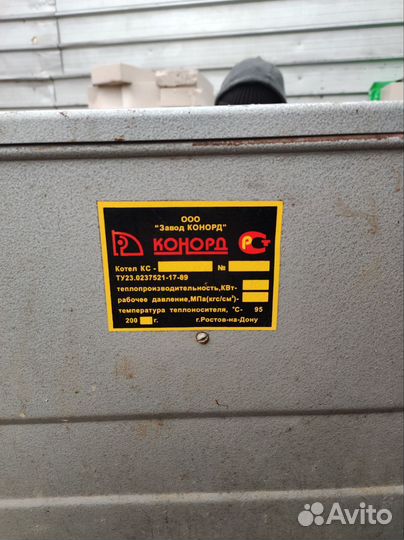 ООО
"Завод КОНОРД"
КОНОРД
РСТ
Котел КС - №
ТУ23.0237521-17-89
теплопроизводительность,КВт-
рабочее давление,МПа(кгс/см²)-
температура теплоносителя, °С- 95
200 г. г.Ростов-на-Дону
Avito